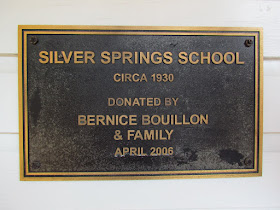 SILVER SPRINGS SCHOOL
CIRCA 1930
DONATED BY
BERNICE BOUILLON
& FAMILY
APRIL 2006